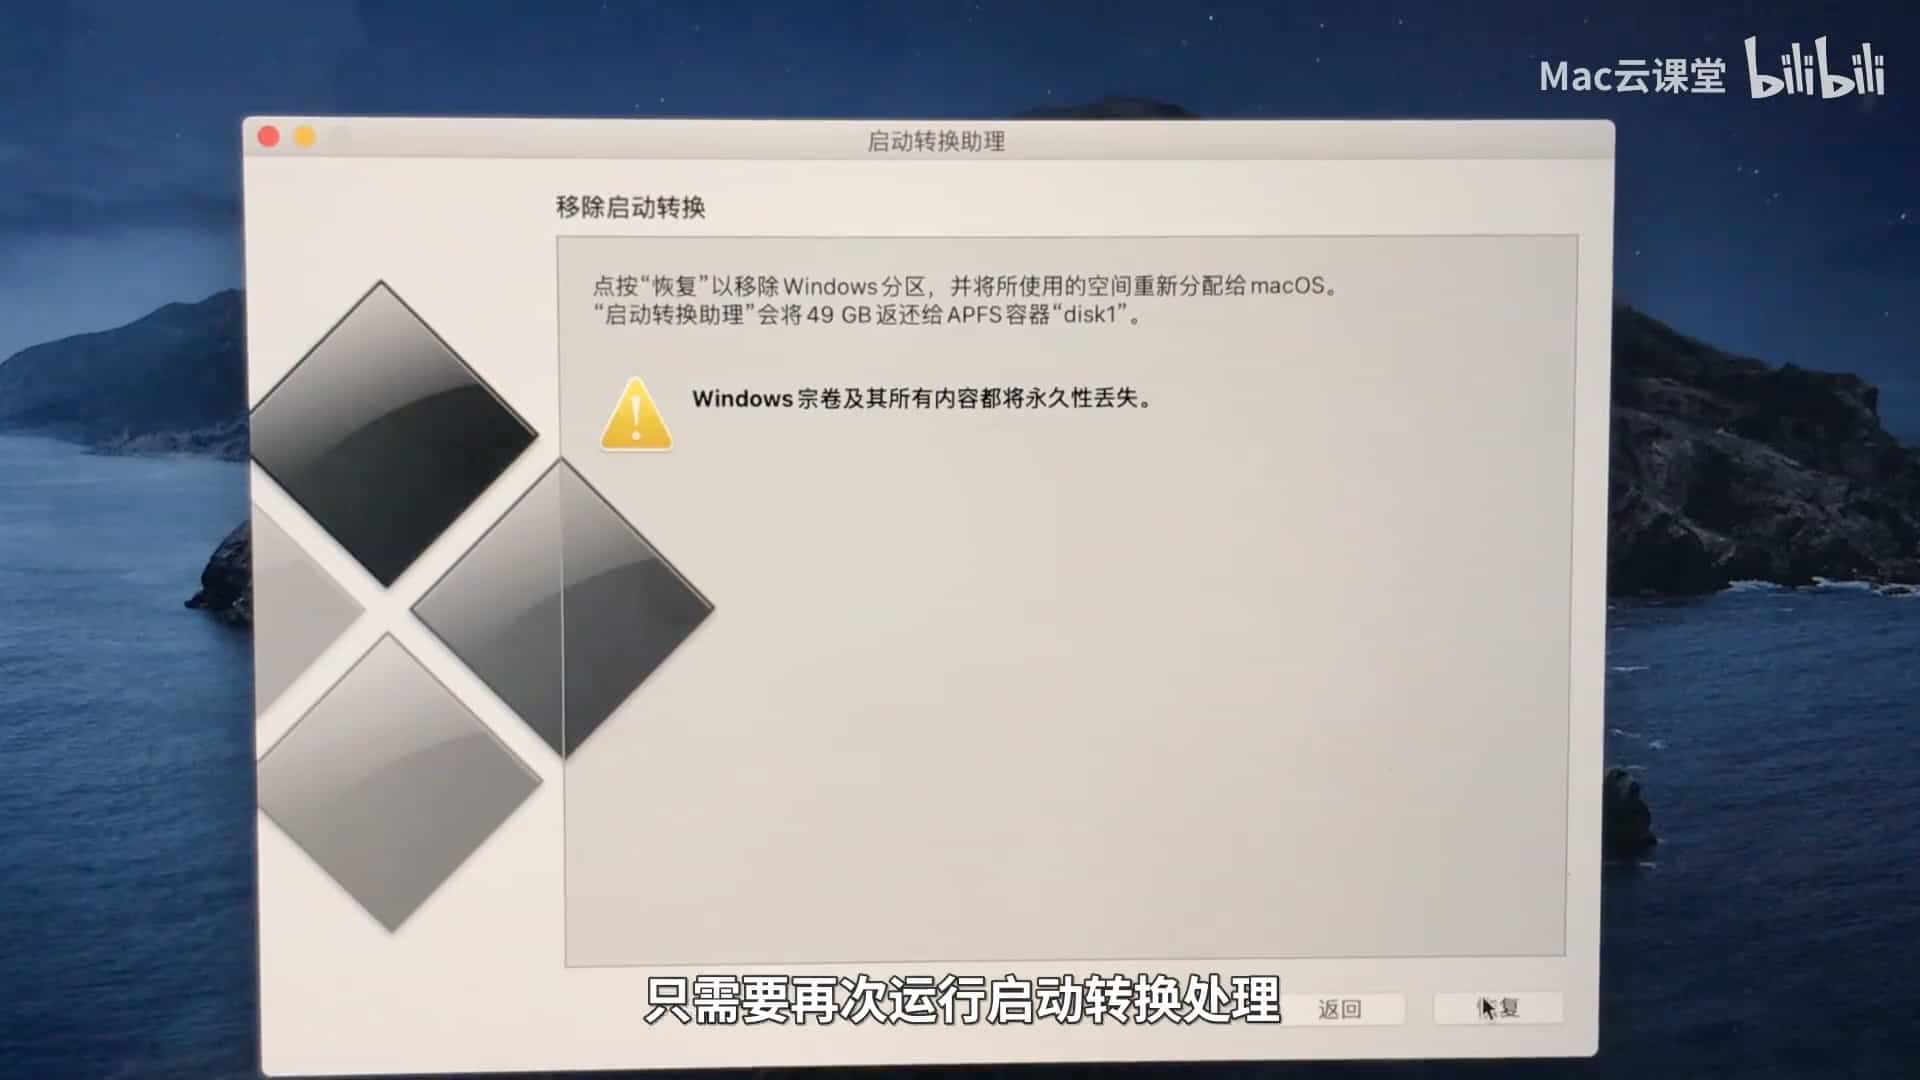 Mac云课堂 bilibili
启动转换助理
移除启动转换
点按“恢复”以移除Windows分区，并将所使用的空间重新分配给macOS。
“启动转换助理”会将49 GB返还给APFS容器“disk1”。
Windows宗卷及其所有内容都将永久性丢失。
只需要再次运行启动转换处理
返回
恢复